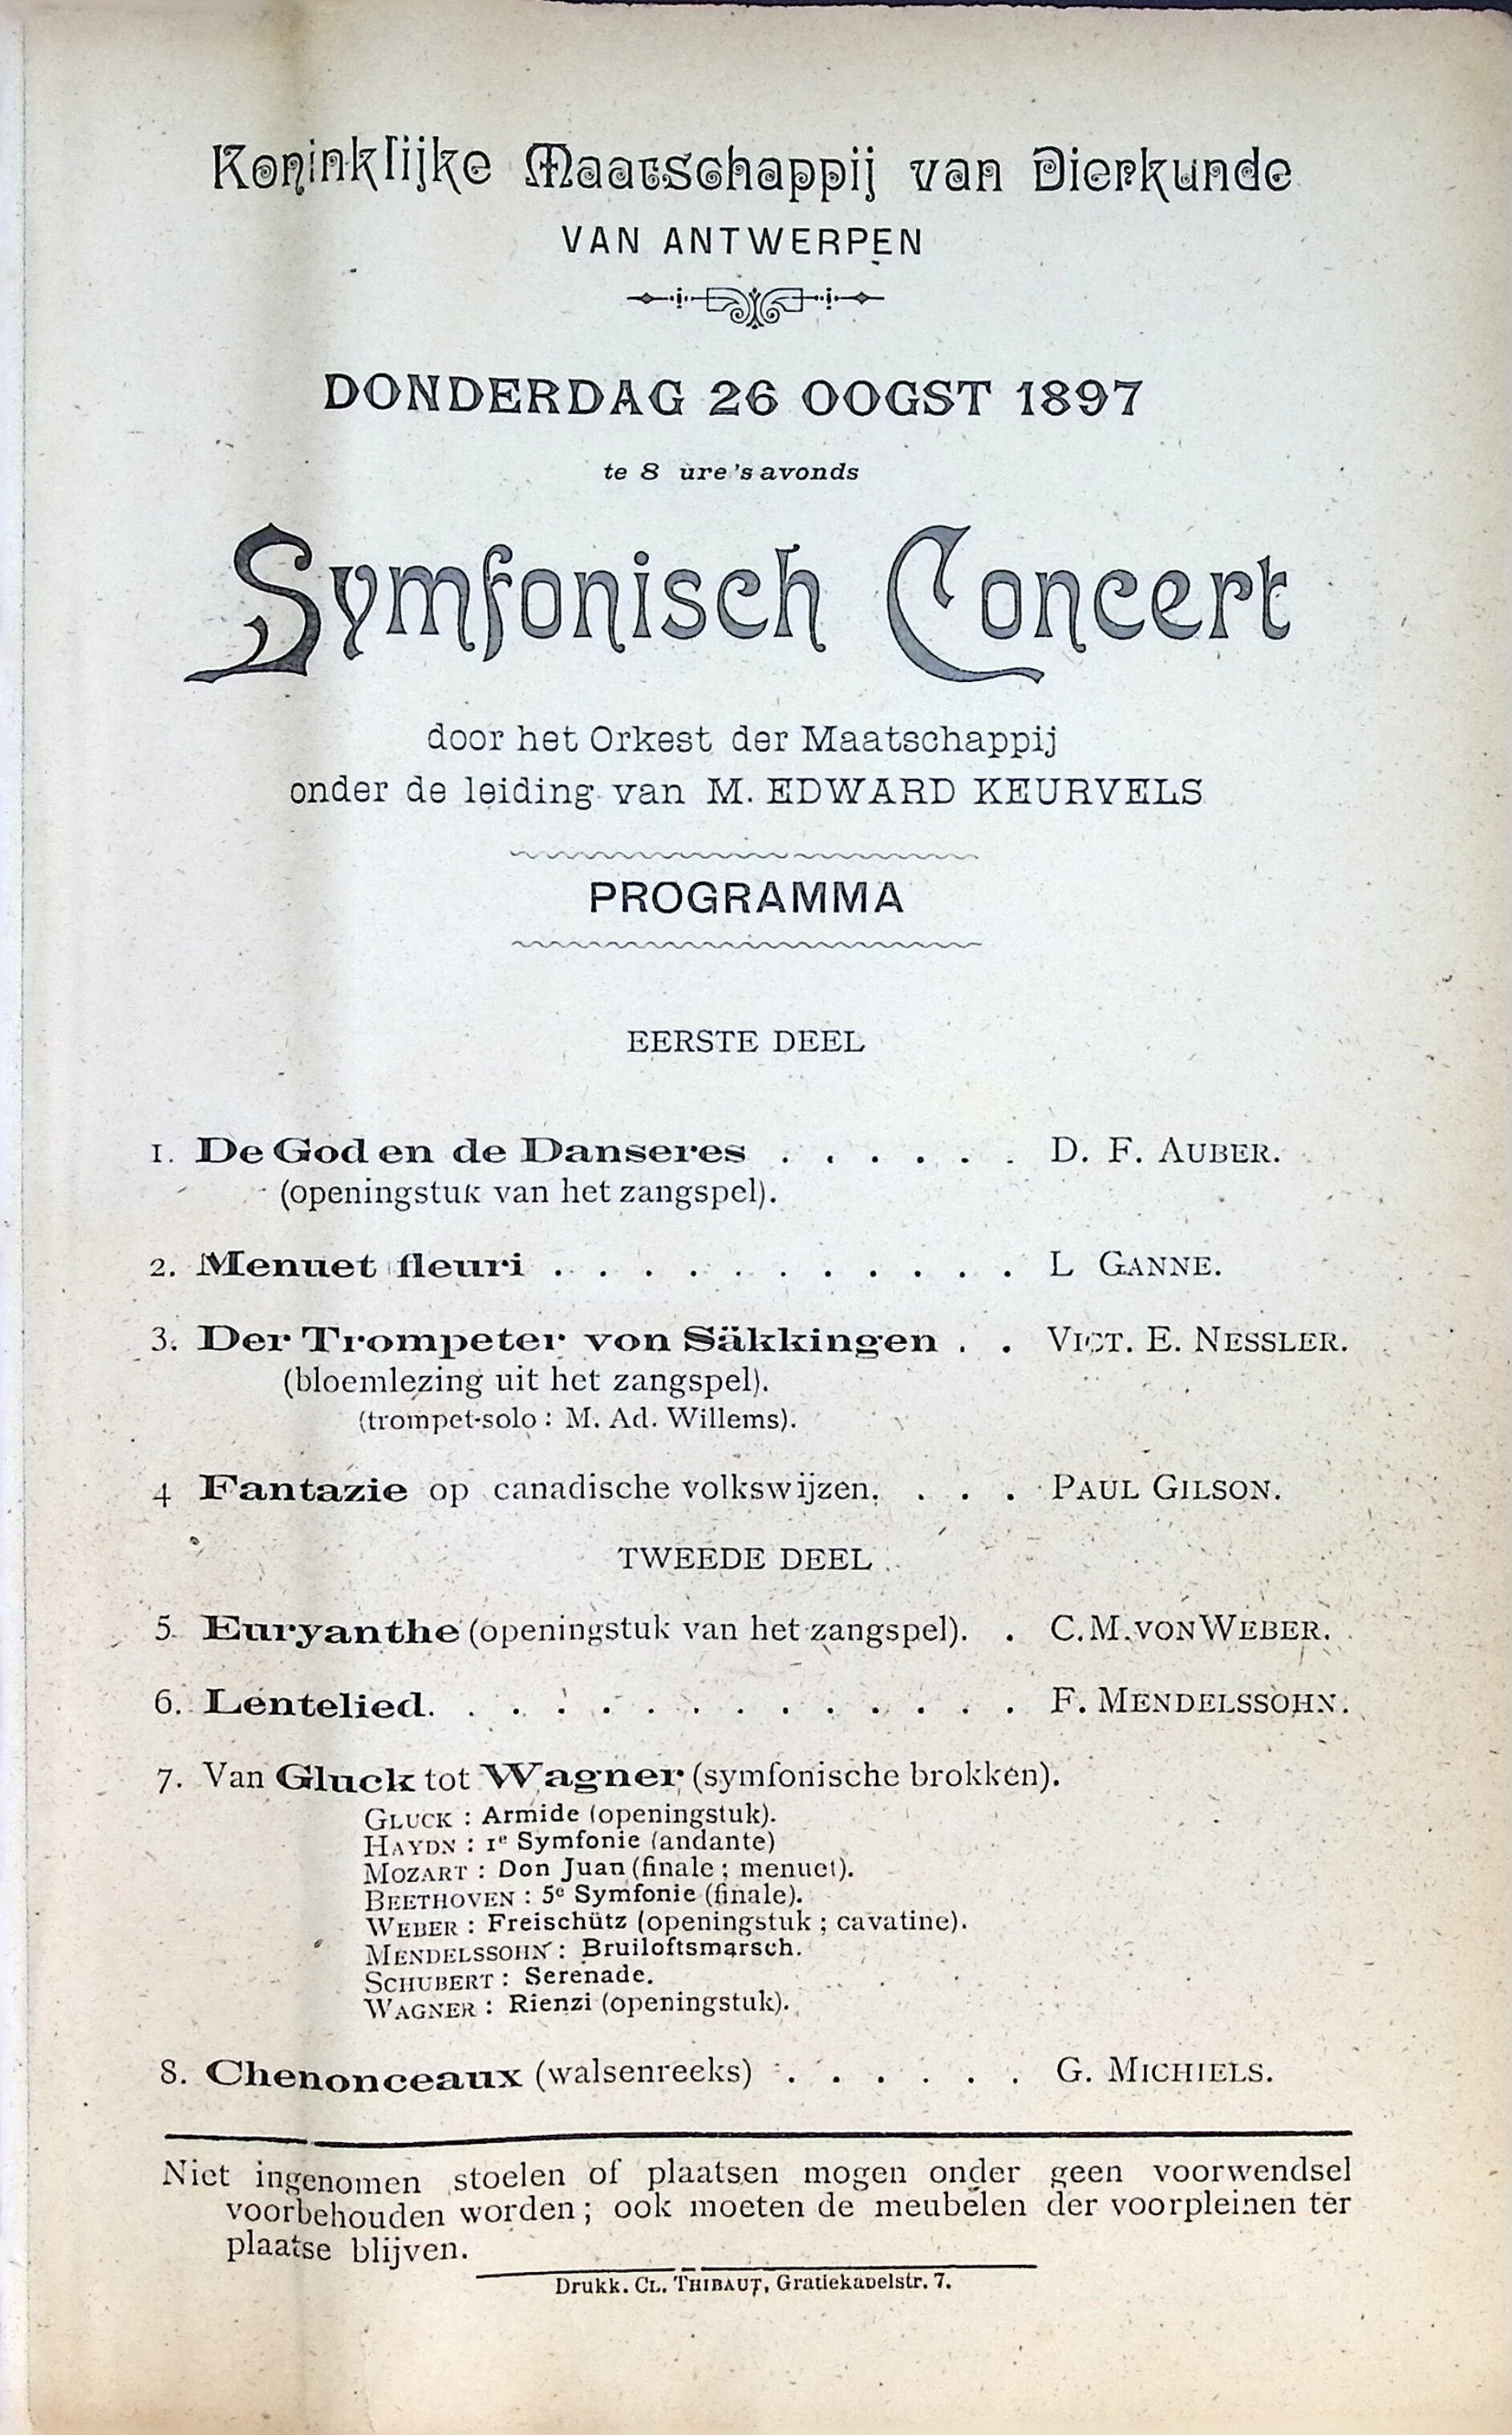 Koninklijke Maatschappij van Dierkunde
VAN ANTWERPEN
DONDERDAG 26 OOGST 1897
te 8 ure 's avonds
Symfonisch Concert
door het Orkest der Maatschappij
onder de leiding van M. EDWARD KEURVELS
PROGRAMMA
EERSTE DEEL
1. De God en de Danseres . . . . . . D. F. AUBER.
(openingstuk van het zangspel).
2. Menuet fleuri . . . . . . . . . . . L GANNE.
3. Der Trompeter von Säkkingen . . VICT. E. NESSLER.
(bloemlezing uit het zangspel).
(trompet-solo : M. Ad. Willems).
4 Fantazie op canadische volkswijzen. . . . PAUL GILSON.
TWEEDE DEEL
5. Euryanthe (openingstuk van het zangspel). . C. M. VON WEBER.
6. Lentelied. . . . . . . . . . . . . . F. MENDELSSOHN.
7. Van Gluck tot Wagner (symfonische brokken).
GLUCK : Armide (openingstuk).
HAYDN : 1e Symfonie (andante)
MOZART : Don Juan (finale ; menuet).
BEETHOVEN : 5e Symfonie (finale).
WEBER : Freischütz (openingstuk ; cavatine).
MENDELSSOHN : Bruiloftsmarsch.
SCHUBERT : Serenade.
WAGNER : Rienzi (openingstuk).
8. Chenonceaux (walsenreeks) . . . . . . G. MICHIELS.
Niet ingenomen stoelen of plaatsen mogen onder geen voorwendsel
voorbehouden worden ; ook moeten de meubelen der voorpleinen ter
plaatse blijven.
Drukk. CL. THIBAUT, Gratiekapelstr. 7.